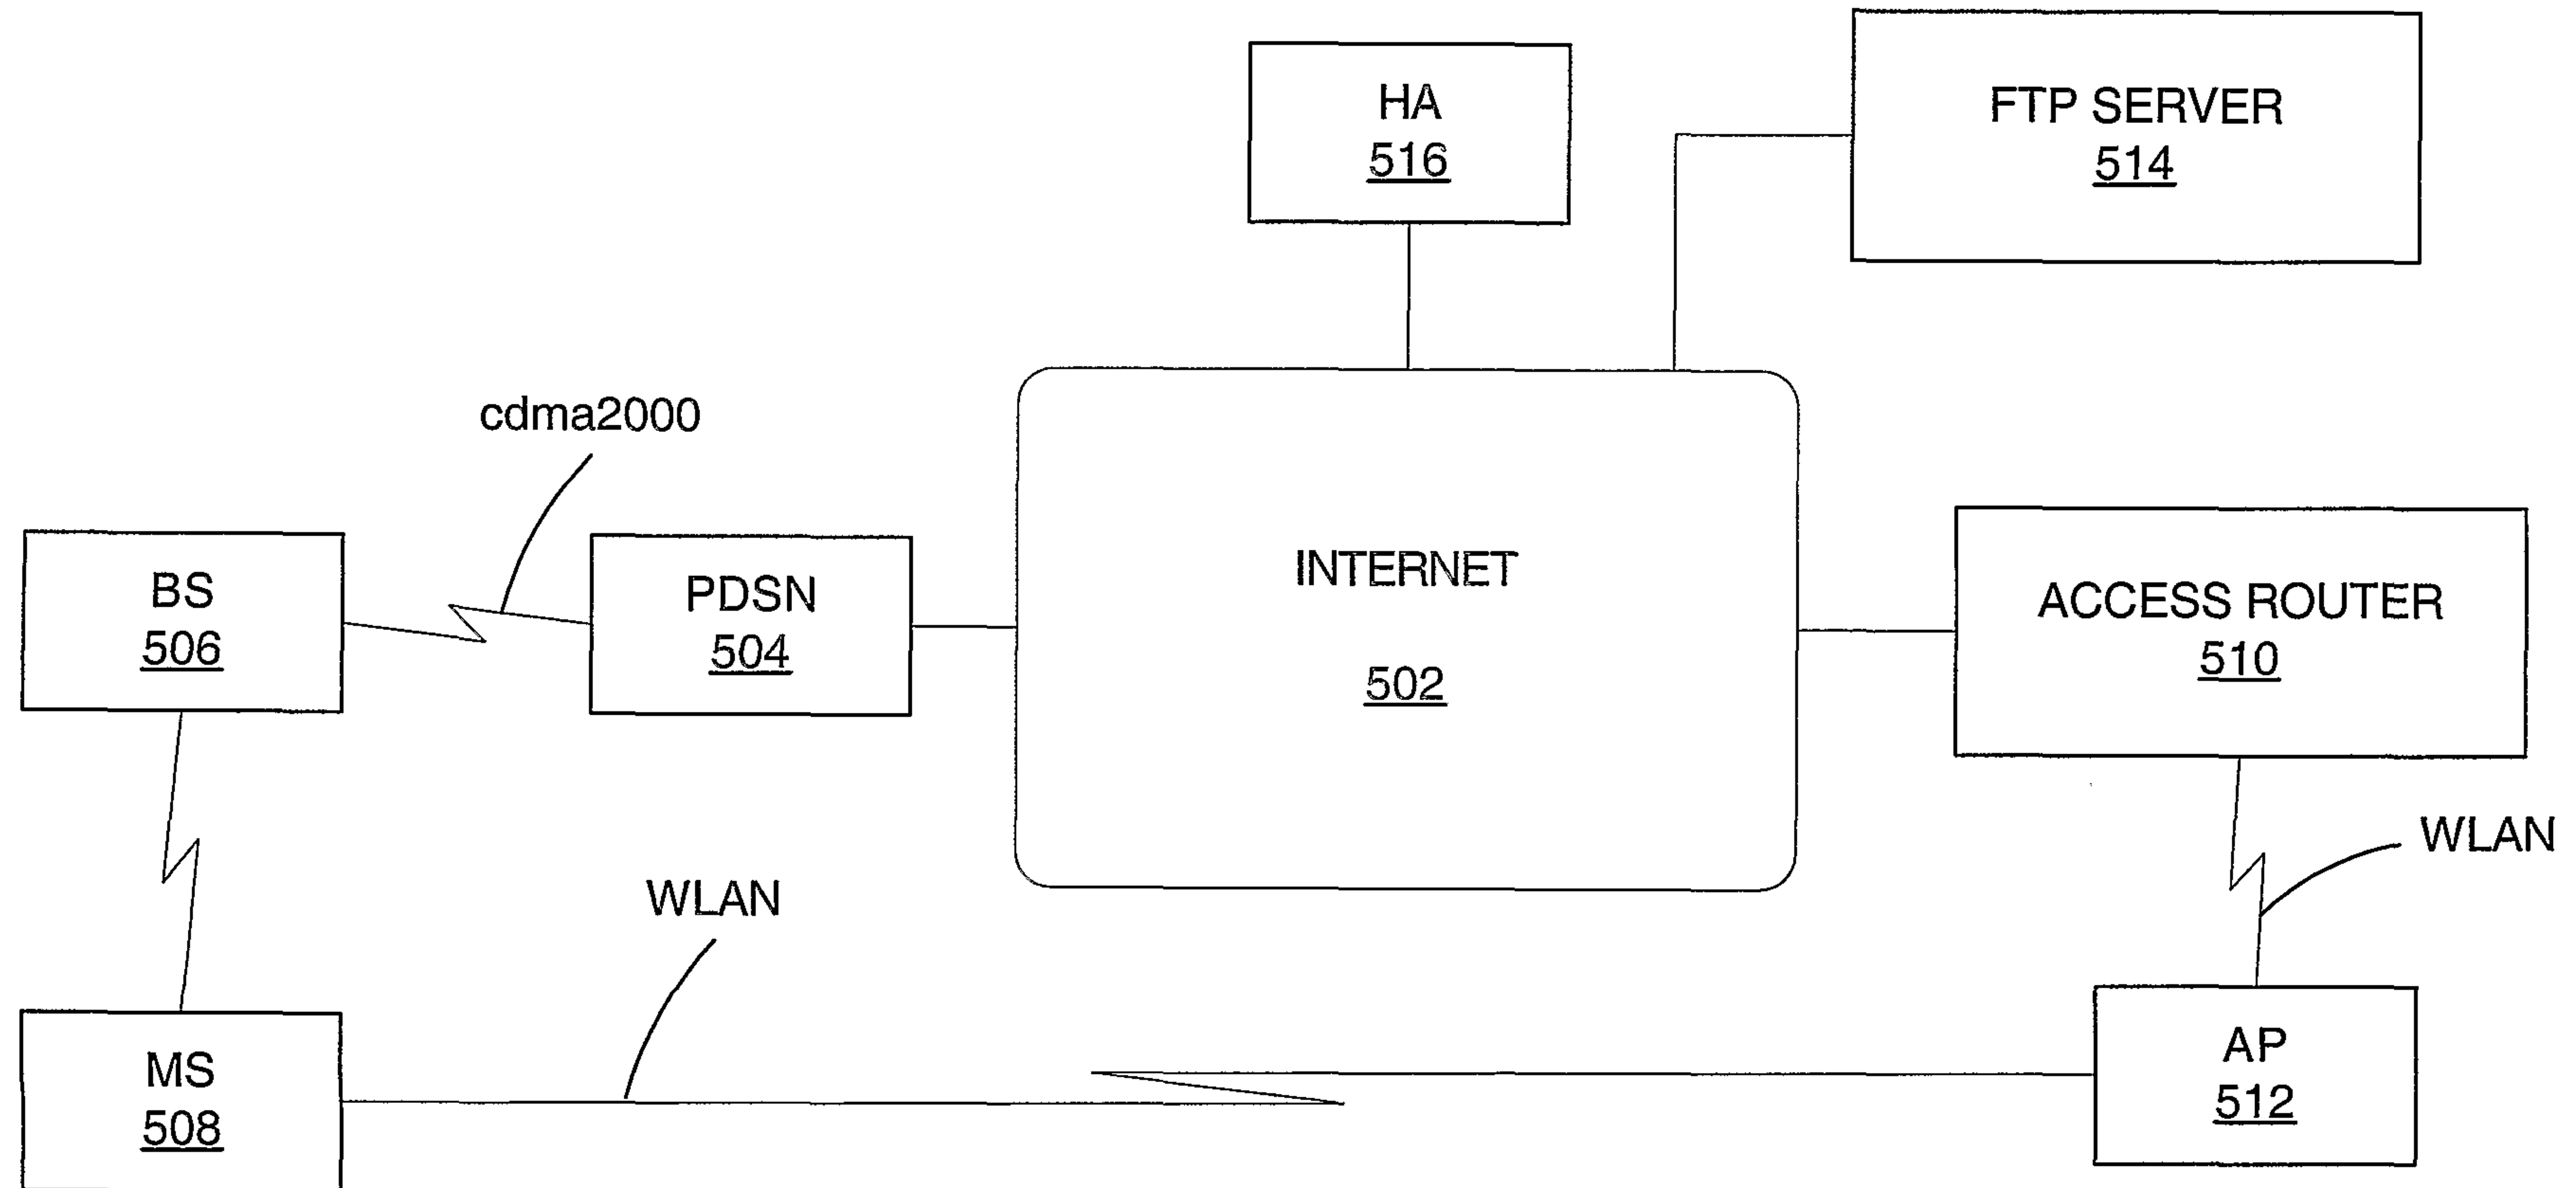 HA
516
FTP SERVER
514
cdma2000
BS
506
PDSN
504
INTERNET
502
ACCESS ROUTER
510
WLAN
WLAN
MS
508
AP
512